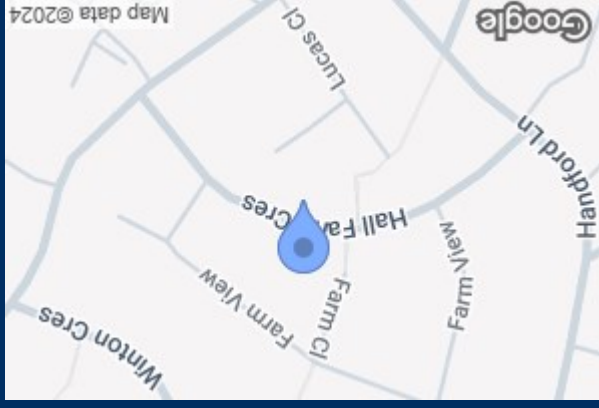 Map data ©2024
Google
Lucas Cl
Handford Ln
Hall Farm Cres
Farm View
Farm View
Farm Cl
Winton Cres